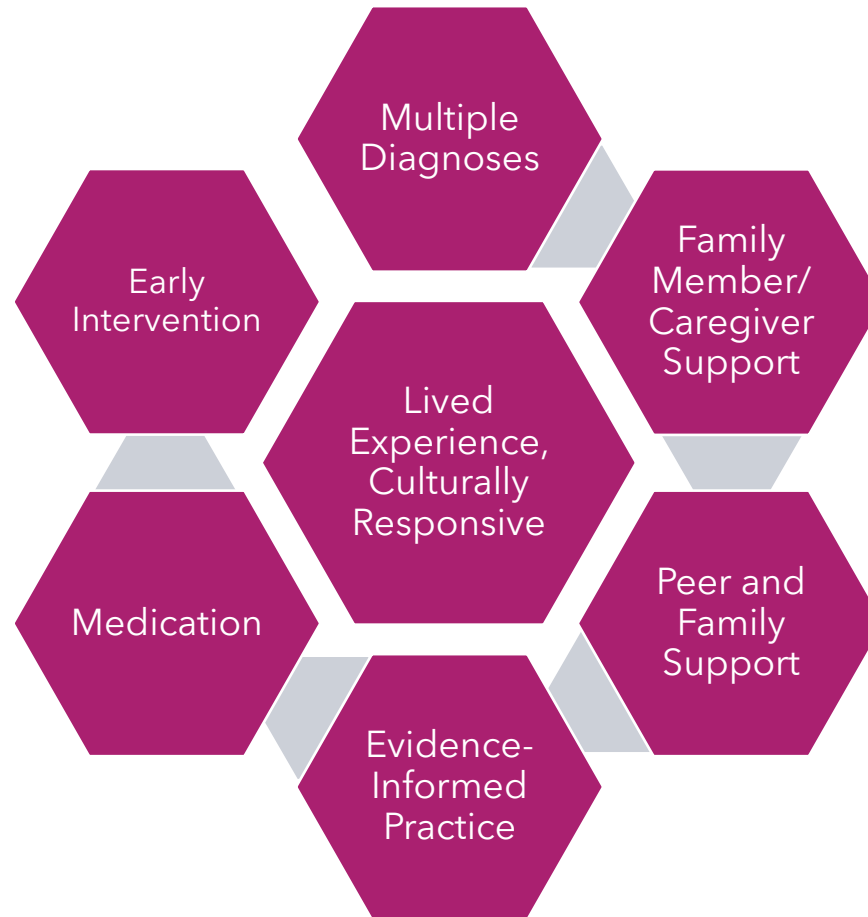 Multiple
Diagnoses
Family
Member/
Caregiver
Support
Early
Intervention
Lived
Experience,
Culturally
Responsive
Peer and
Family
Support
Medication
Evidence-
Informed
Practice